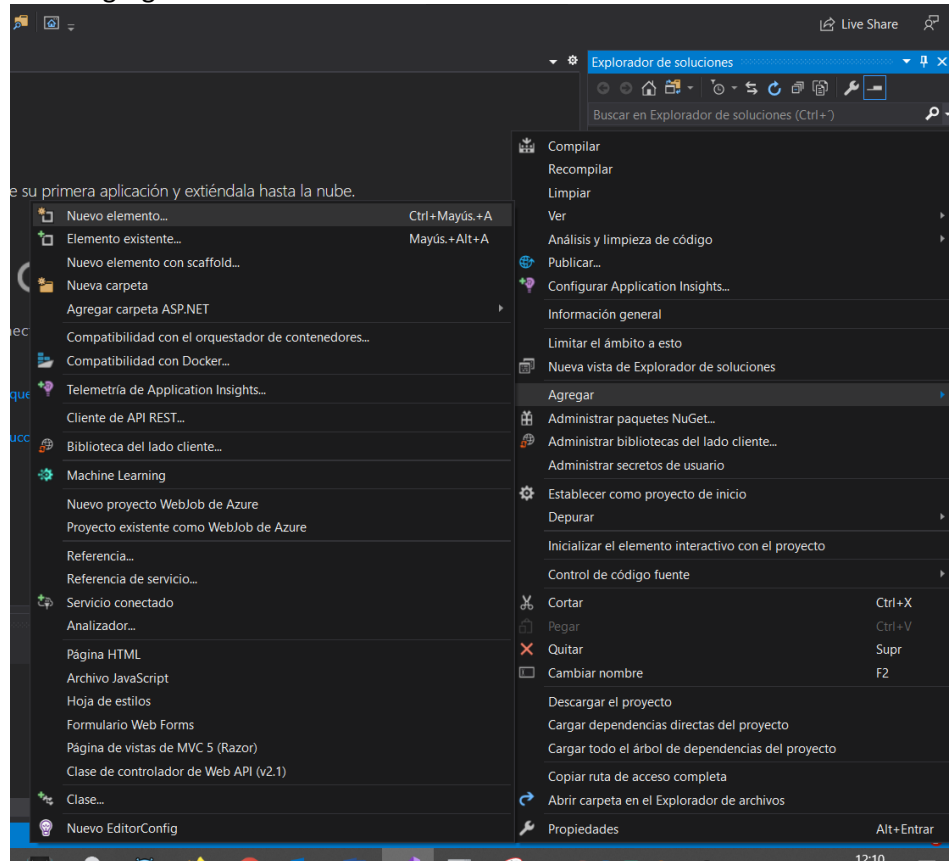 Live Share
Explorador de soluciones
Buscar en Explorador de soluciones (Ctrl+´)
e su primera aplicación y extiéndala hasta la nube.
Nuevo elemento... Ctrl+Mayús.+A
Elemento existente... Mayús.+Alt+A
Nuevo elemento con scaffold...
Nueva carpeta
Agregar carpeta ASP.NET
Compatibilidad con el orquestador de contenedores...
Compatibilidad con Docker...
Telemetría de Application Insights...
Cliente de API REST...
Biblioteca del lado cliente...
Machine Learning
Nuevo proyecto WebJob de Azure
Proyecto existente como WebJob de Azure
Referencia...
Referencia de servicio...
Servicio conectado
Analizador...
Página HTML
Archivo JavaScript
Hoja de estilos
Formulario Web Forms
Página de vistas de MVC 5 (Razor)
Clase de controlador de Web API (v2.1)
Clase...
Nuevo EditorConfig
Compilar
Recompilar
Limpiar
Ver
Análisis y limpieza de código
Publicar...
Configurar Application Insights...
Información general
Limitar el ámbito a esto
Nueva vista de Explorador de soluciones
Agregar
Administrar paquetes NuGet...
Administrar bibliotecas del lado cliente...
Administrar secretos de usuario
Establecer como proyecto de inicio
Depurar
Inicializar el elemento interactivo con el proyecto
Control de código fuente
Cortar Ctrl+X
Pegar Ctrl+V
Quitar Supr
Cambiar nombre F2
Descargar el proyecto
Cargar dependencias directas del proyecto
Cargar todo el árbol de dependencias del proyecto
Copiar ruta de acceso completa
Abrir carpeta en el Explorador de archivos
Propiedades Alt+Entrar
12:10